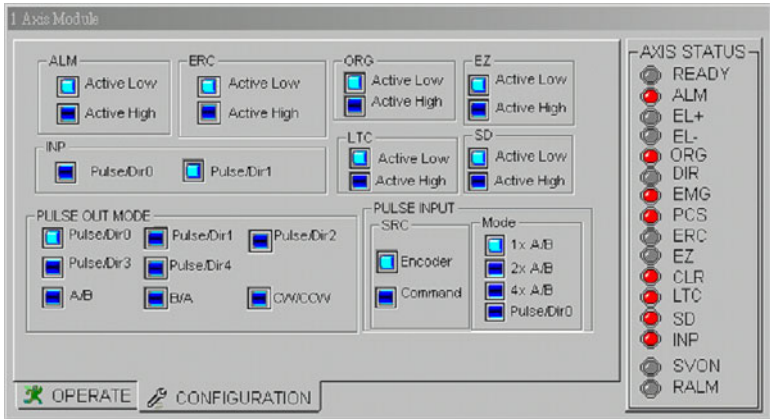 1 Axis Module
ALM
Active Low
Active High
ERC
Active Low
Active High
ORG
Active Low
Active High
EZ
Active Low
Active High
INP
Pulse/Dir0
Pulse/Dir1
LTC
Active Low
Active High
SD
Active Low
Active High
PULSE OUT MODE
Pulse/Dir0
Pulse/Dir1
Pulse/Dir2
Pulse/Dir3
Pulse/Dir4
A/B
B/A
CW/CCW
PULSE INPUT
SRC
Encoder
Command
Mode
1x A/B
2x A/B
4x A/B
Pulse/Dir0
OPERATE
CONFIGURATION
AXIS STATUS
READY
ALM
EL+
EL-
ORG
DIR
EMG
PCS
ERC
EZ
CLR
LTC
SD
INP
SVON
RALM